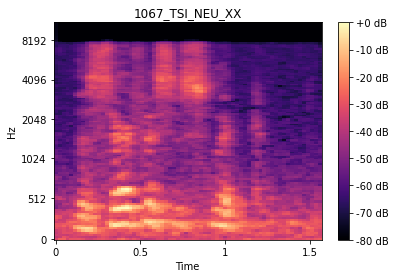 1067_TSI_NEU_XX
8192
4096
2048
1024
512
0
Hz
0
0.5
1
1.5
Time
+0 dB
-10 dB
-20 dB
-30 dB
-40 dB
-50 dB
-60 dB
-70 dB
-80 dB